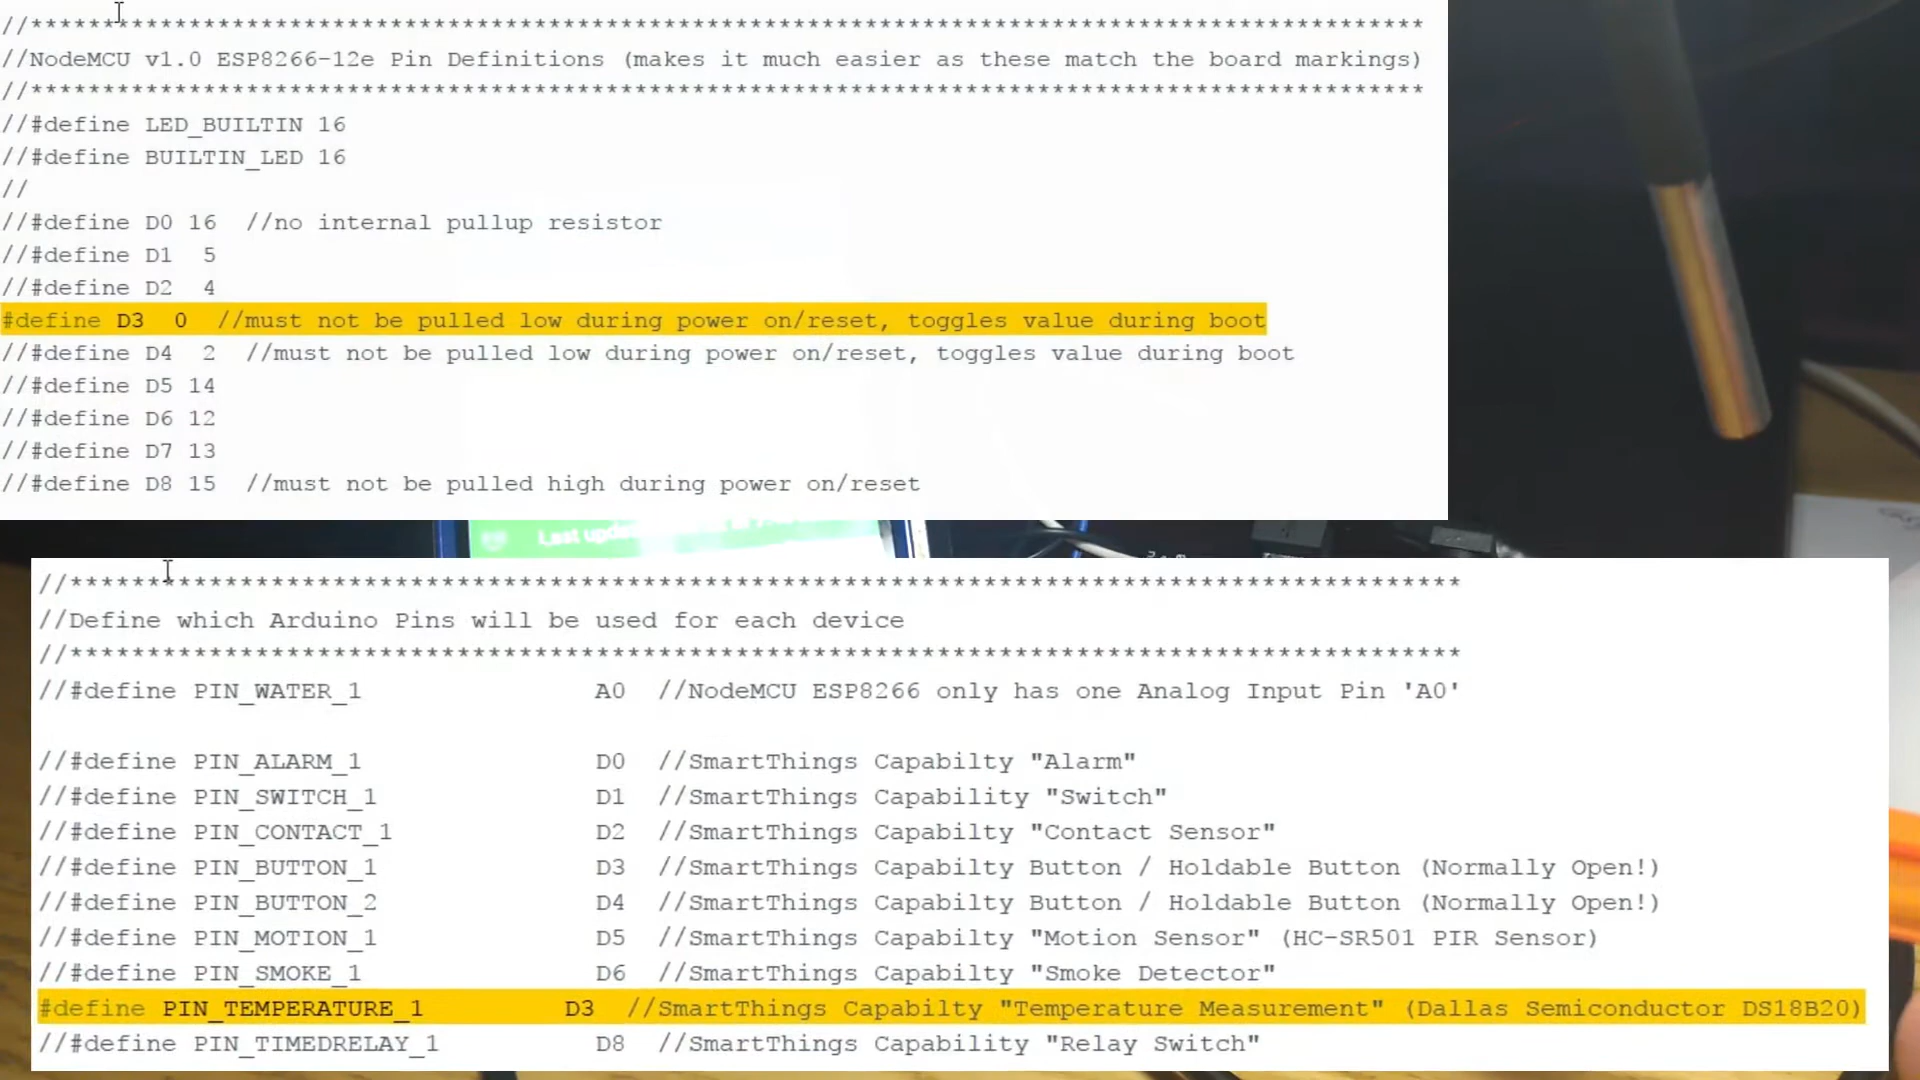 //*************************************************************************************************
//NodeMCU v1.0 ESP8266-12e Pin Definitions (makes it much easier as these match the board markings)
//*************************************************************************************************
//#define LED_BUILTIN 16
//#define BUILTIN_LED 16
//
//#define D0 16  //no internal pullup resistor
//#define D1  5
//#define D2  4
#define D3  0  //must not be pulled low during power on/reset, toggles value during boot
//#define D4  2  //must not be pulled low during power on/reset, toggles value during boot
//#define D5 14
//#define D6 12
//#define D7 13
//#define D8 15  //must not be pulled high during power on/reset
Last
//******************************************************************************************
//Define which Arduino Pins will be used for each device
//******************************************************************************************
//#define PIN_WATER_1               A0  //NodeMCU ESP8266 only has one Analog Input Pin 'A0'
//#define PIN_ALARM_1               D0  //SmartThings Capabilty "Alarm"
//#define PIN_SWITCH_1              D1  //SmartThings Capability "Switch"
//#define PIN_CONTACT_1             D2  //SmartThings Capabilty "Contact Sensor"
//#define PIN_BUTTON_1              D3  //SmartThings Capabilty Button / Holdable Button (Normally Open!)
//#define PIN_BUTTON_2              D4  //SmartThings Capabilty Button / Holdable Button (Normally Open!)
//#define PIN_MOTION_1              D5  //SmartThings Capabilty "Motion Sensor" (HC-SR501 PIR Sensor)
//#define PIN_SMOKE_1               D6  //SmartThings Capabilty "Smoke Detector"
#define PIN_TEMPERATURE_1         D3  //SmartThings Capabilty "Temperature Measurement" (Dallas Semiconductor DS18B20)
//#define PIN_TIMEDRELAY_1          D8  //SmartThings Capability "Relay Switch"